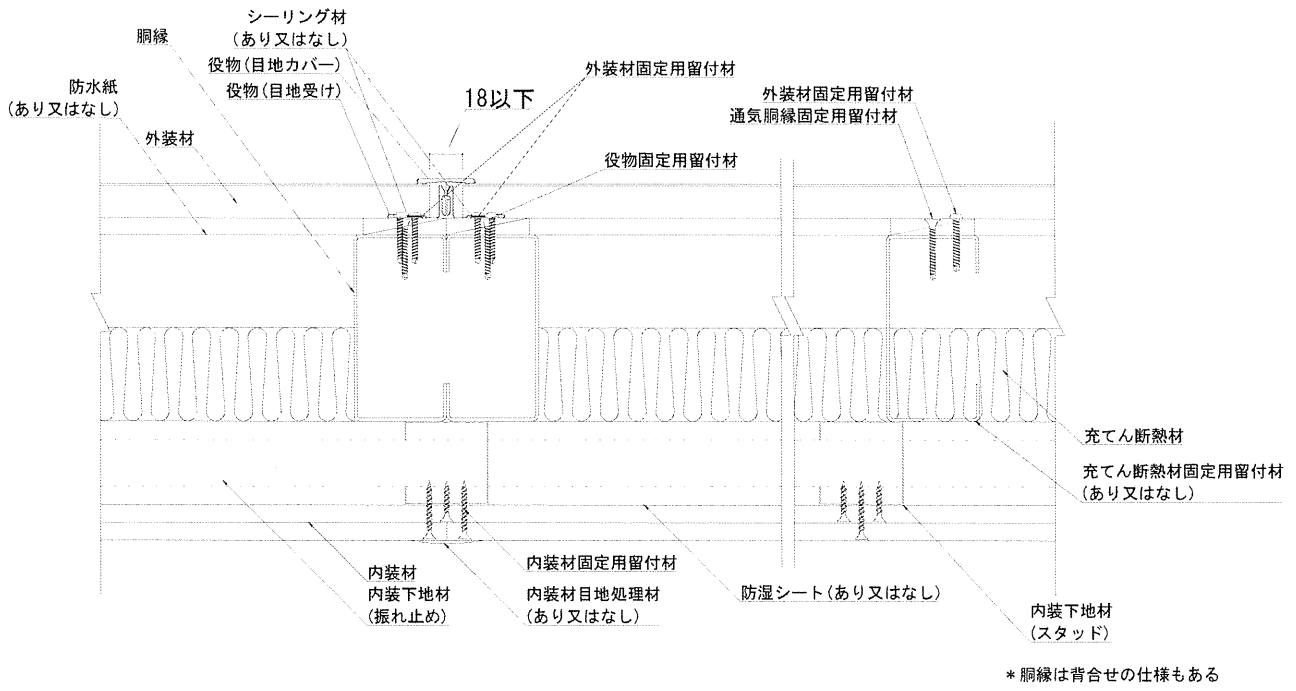 シーリング材
(あり又はなし)
胴縁
役物(目地カバー)
役物(目地受け)
防水紙
(あり又はなし)
外装材
18以下
外装材固定用留付材
役物固定用留付材
外装材固定用留付材
通気胴縁固定用留付材
充てん断熱材
充てん断熱材固定用留付材
(あり又はなし)
内装材
内装下地材
(振れ止め)
内装材固定用留付材
内装材目地処理材
(あり又はなし)
防湿シート(あり又はなし)
内装下地材
(スタッド)
*胴縁は背合せの仕様もある